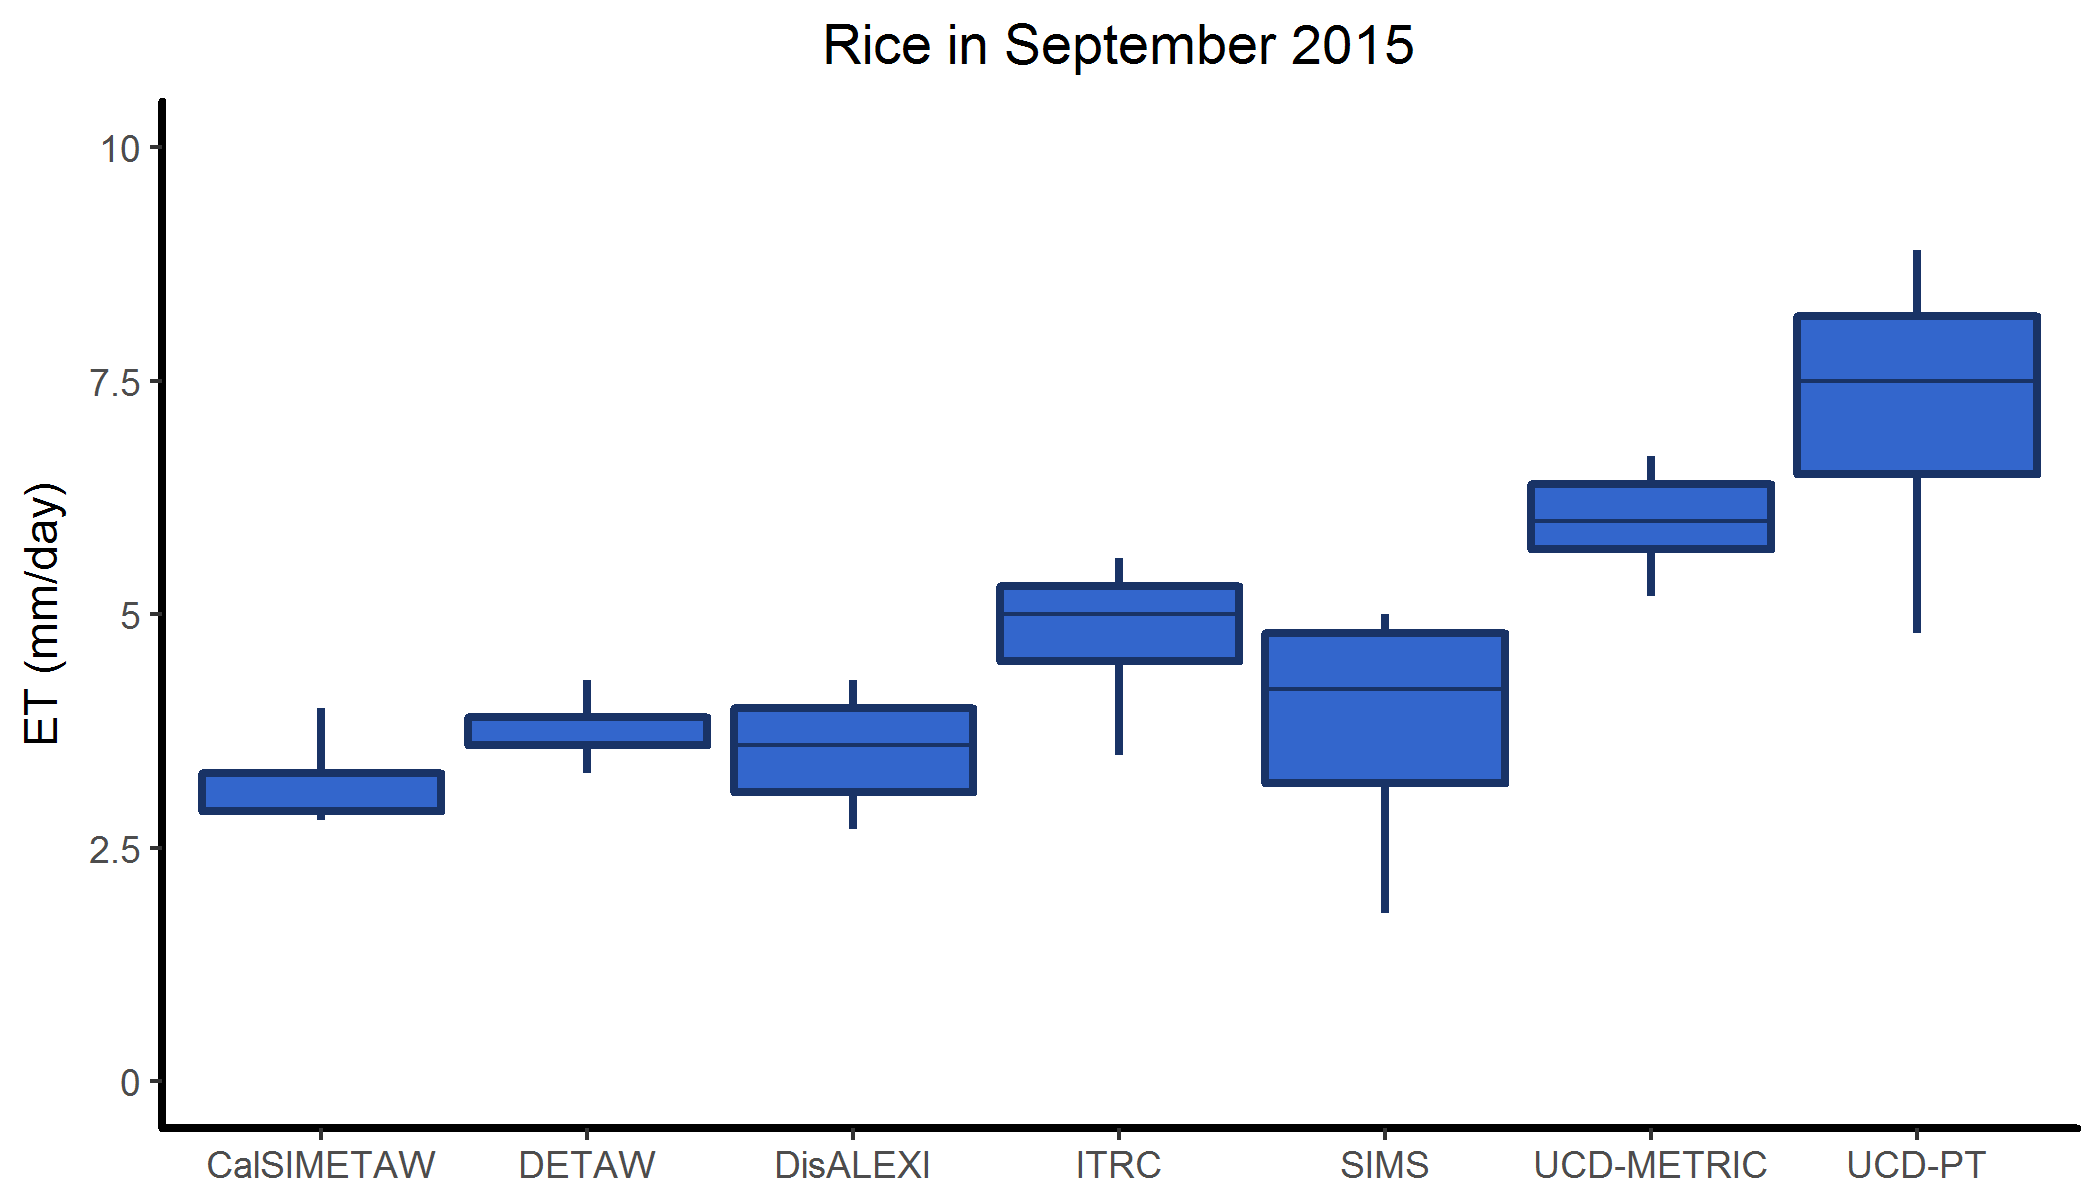 Rice in September 2015
ET (mm/day)
10
7.5
5
2.5
0
CalSIMETAW
DETAW
DisALEXI
ITRC
SIMS
UCD-METRIC
UCD-PT